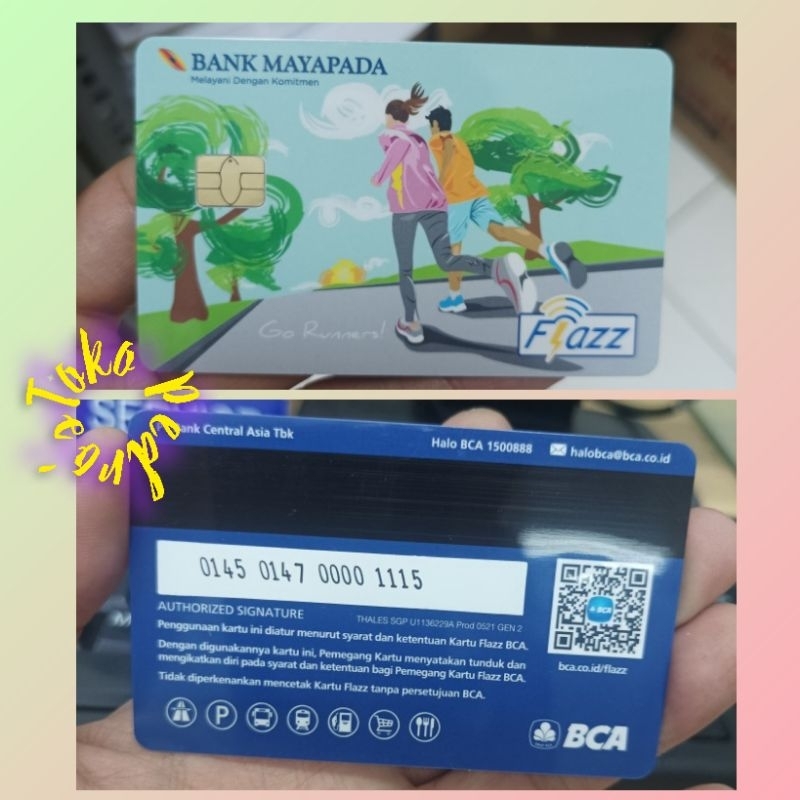 BANK MAYAPADA
Melayani Dengan Komitmen
Go Runners!
Flazz
Toko Pedna
Bank Central Asia Tbk
Halo BCA 1500888
halobca@bca.co.id
0145 0147 0000 1115
AUTHORIZED SIGNATURE
THALES SGP U1136229A Prod 0521 GEN 2
Penggunaan kartu ini diatur menurut syarat dan ketentuan Kartu Flazz BCA.
Dengan digunakannya kartu ini, Pemegang Kartu menyatakan tunduk dan
mengikatkan diri pada syarat dan ketentuan bagi Pemegang Kartu Flazz BCA.
Tidak diperkenankan mencetak Kartu Flazz tanpa persetujuan BCA.
BCA
bca.co.id/flazz
P
BCA